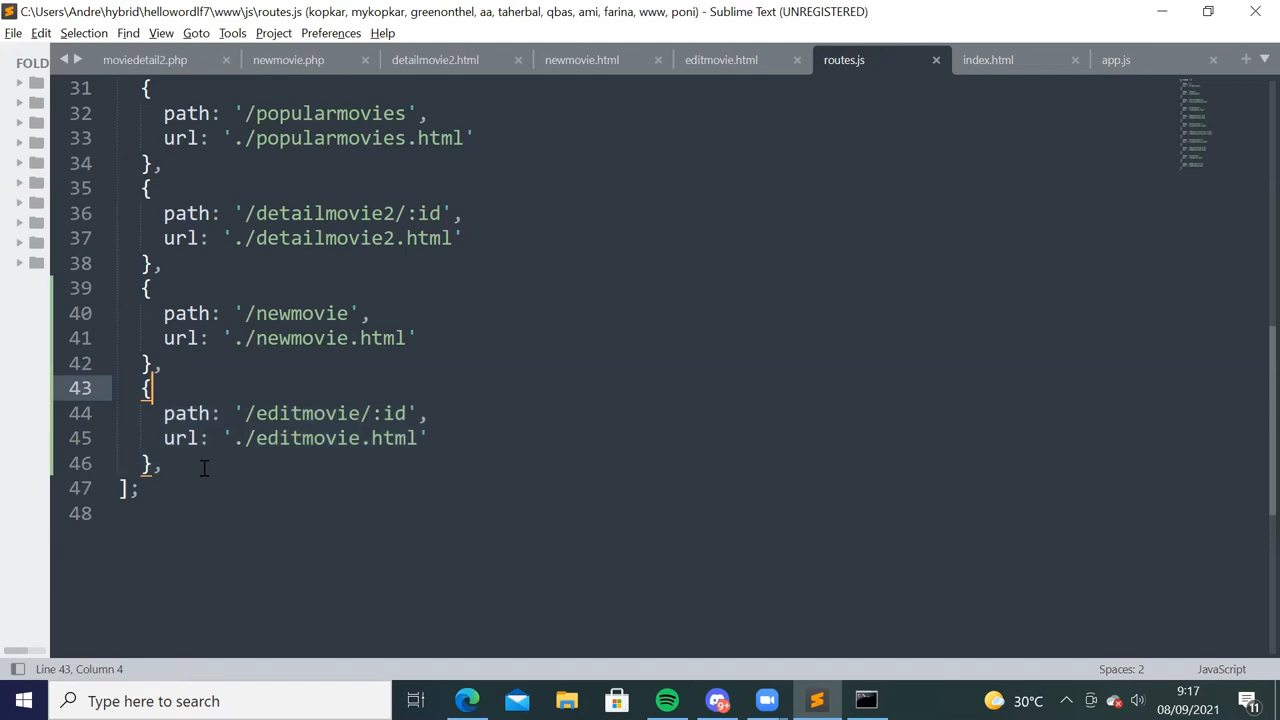 C:\Users\Andre\hybrid\hellowordlf7\www\js\routes.js (kopkar, mykopkar, greenronthel, aa, taherbal, qbas, ami, farina, www, poni) - Sublime Text (UNREGISTERED)
File Edit Selection Find View Goto Tools Project Preferences Help
FOLD
moviedetail2.php newmovie.php detailmovie2.html newmovie.html editmovie.html routes.js index.html app.js
31 {
32 path: '/popularmovies',
33 url: './popularmovies.html'
34 },
35 {
36 path: '/detailmovie2/:id',
37 url: './detailmovie2.html'
38 },
39 {
40 path: '/newmovie',
41 url: './newmovie.html'
42 },
43 {
44 path: '/editmovie/:id',
45 url: './editmovie.html'
46 },
47 ];
48
Line 43, Column 4 Spaces: 2 JavaScript
Type here to search 9+ 30°C 9:17
08/09/2021 11